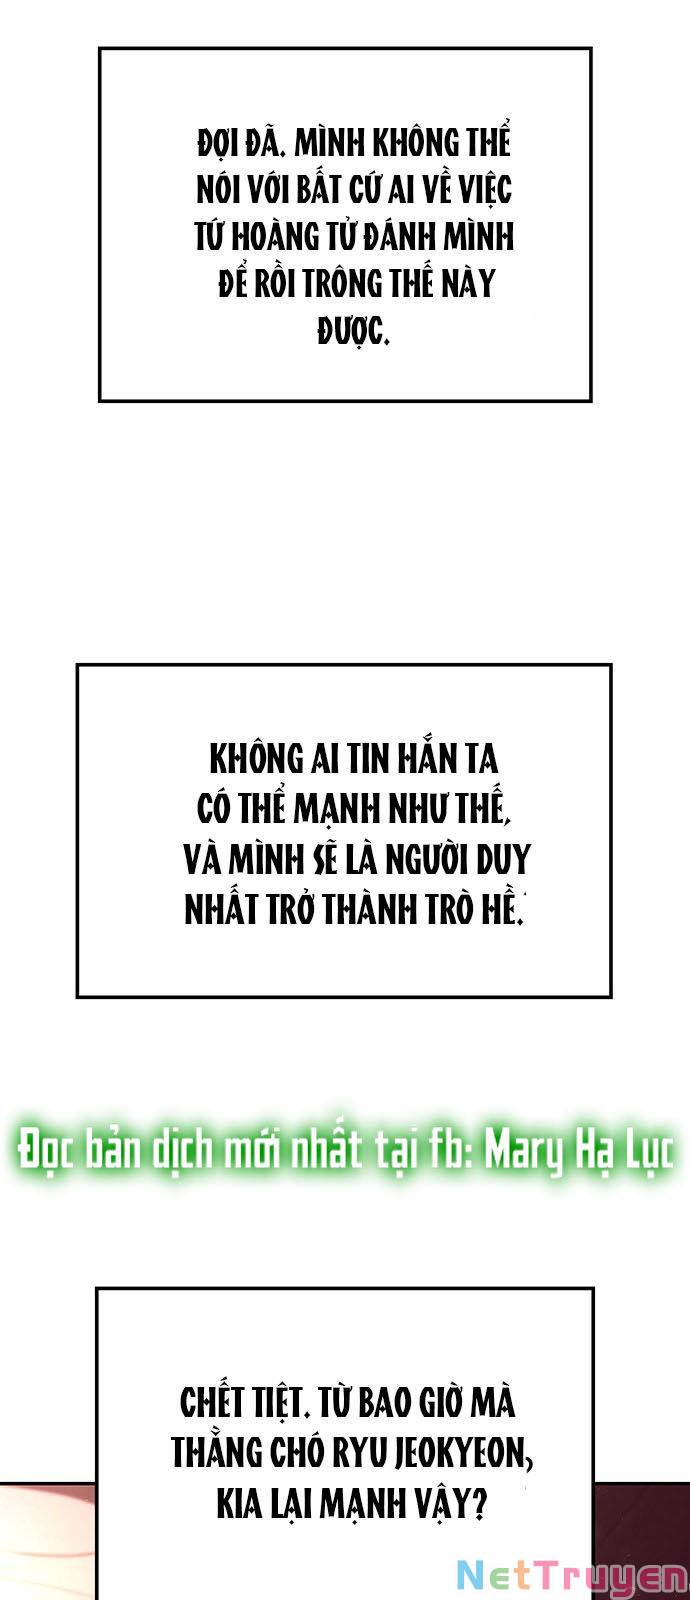 ĐỢI ĐÃ. MÌNH KHÔNG THỂ
NÓI VỚI BẤT CỨ AI VỀ VIỆC
TỨ HOÀNG TỬ ĐÁNH MÌNH
ĐỂ RỒI TRÔNG THẾ NÀY
ĐƯỢC.
KHÔNG AI TIN HẮN TA
CÓ THỂ MẠNH NHƯ THẾ,
VÀ MÌNH SẼ LÀ NGƯỜI DUY
NHẤT TRỞ THÀNH TRÒ HỀ.
Đọc bản dịch mới nhất tại fb: Mary Hạ Lục
CHẾT TIỆT. TỪ BAO GIỜ MÀ
THẰNG CHÓ RYU JEOKYEON,
KIA LẠI MẠNH VẬY?
NetTruyen